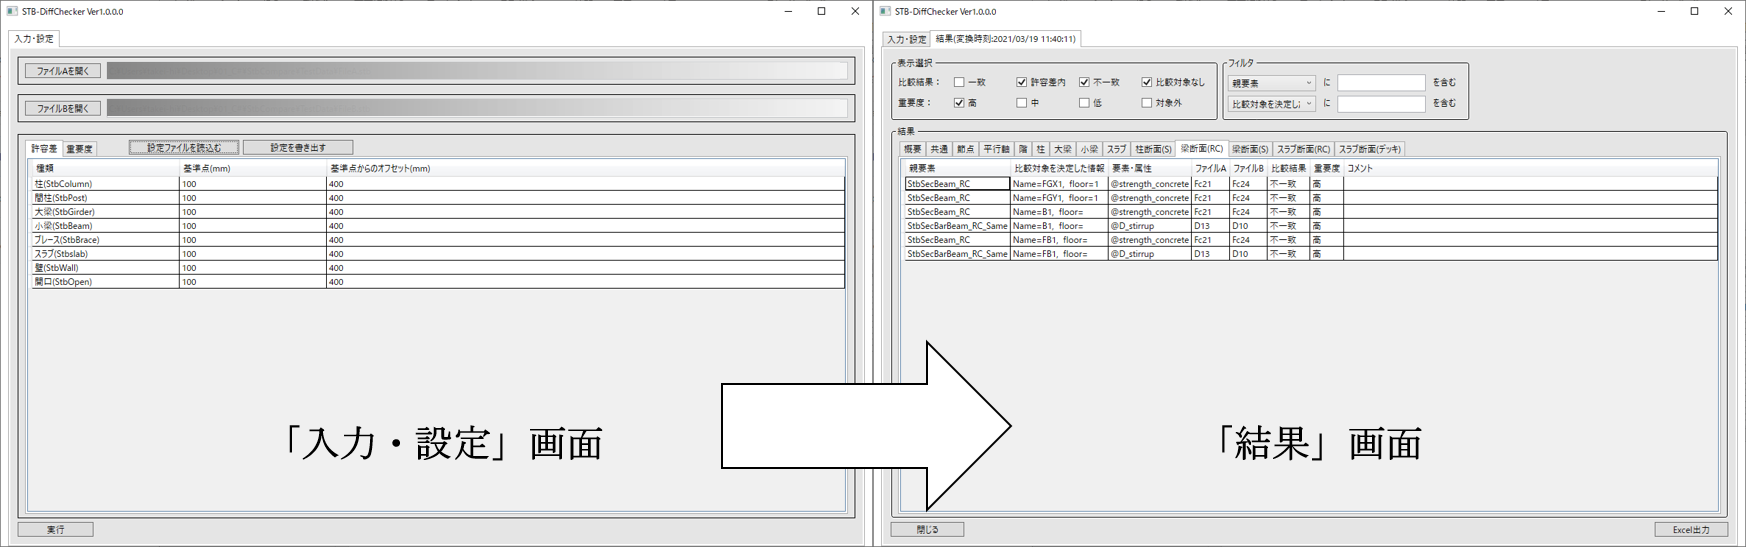 STB-DiffChecker Ver1.0.0.0
入力・設定
ファイルAを開く
ファイルBを開く
許容差 重要度 設定ファイルを読込む 設定を書き出す
種類 基準点(mm) 基準点からのオフセット(mm)
柱(StbColumn) 100 400
間柱(StbPost) 100 400
大梁(StbGirder) 100 400
小梁(StbBeam) 100 400
ブレース(StbBrace) 100 400
スラブ(Stbslab) 100 400
壁(StbWall) 100 400
開口(StbOpen) 100 400
「入力・設定」画面
実行
STB-DiffChecker Ver1.0.0.0
入力・設定 結果(変換時刻:2021/03/19 11:40:11)
表示選択
比較結果： 一致 許容差内 不一致 比較対象なし
重要度： 高 中 低 対象外
フィルタ
親要素 に を含む
比較対象を決定し に を含む
結果
概要 共通 節点 平行軸 階 柱 大梁 小梁 スラブ 柱断面(S) 梁断面(RC) 梁断面(S) スラブ断面(RC) スラブ断面(デッキ)
親要素 比較対象を決定した情報 要素・属性 ファイルA ファイルB 比較結果 重要度 コメント
StbSecBeam_RC Name=FGX1, floor=1 @strength_concrete Fc21 Fc24 不一致 高
StbSecBeam_RC Name=FGY1, floor=1 @strength_concrete Fc21 Fc24 不一致 高
StbSecBeam_RC Name=B1, floor= @strength_concrete Fc21 Fc24 不一致 高
StbSecBarBeam_RC_Same Name=B1, floor= @D_stirrup D13 D10 不一致 高
StbSecBeam_RC Name=FB1, floor= @strength_concrete Fc21 Fc24 不一致 高
StbSecBarBeam_RC_Same Name=FB1, floor= @D_stirrup D13 D10 不一致 高
「結果」画面
閉じる Excel出力